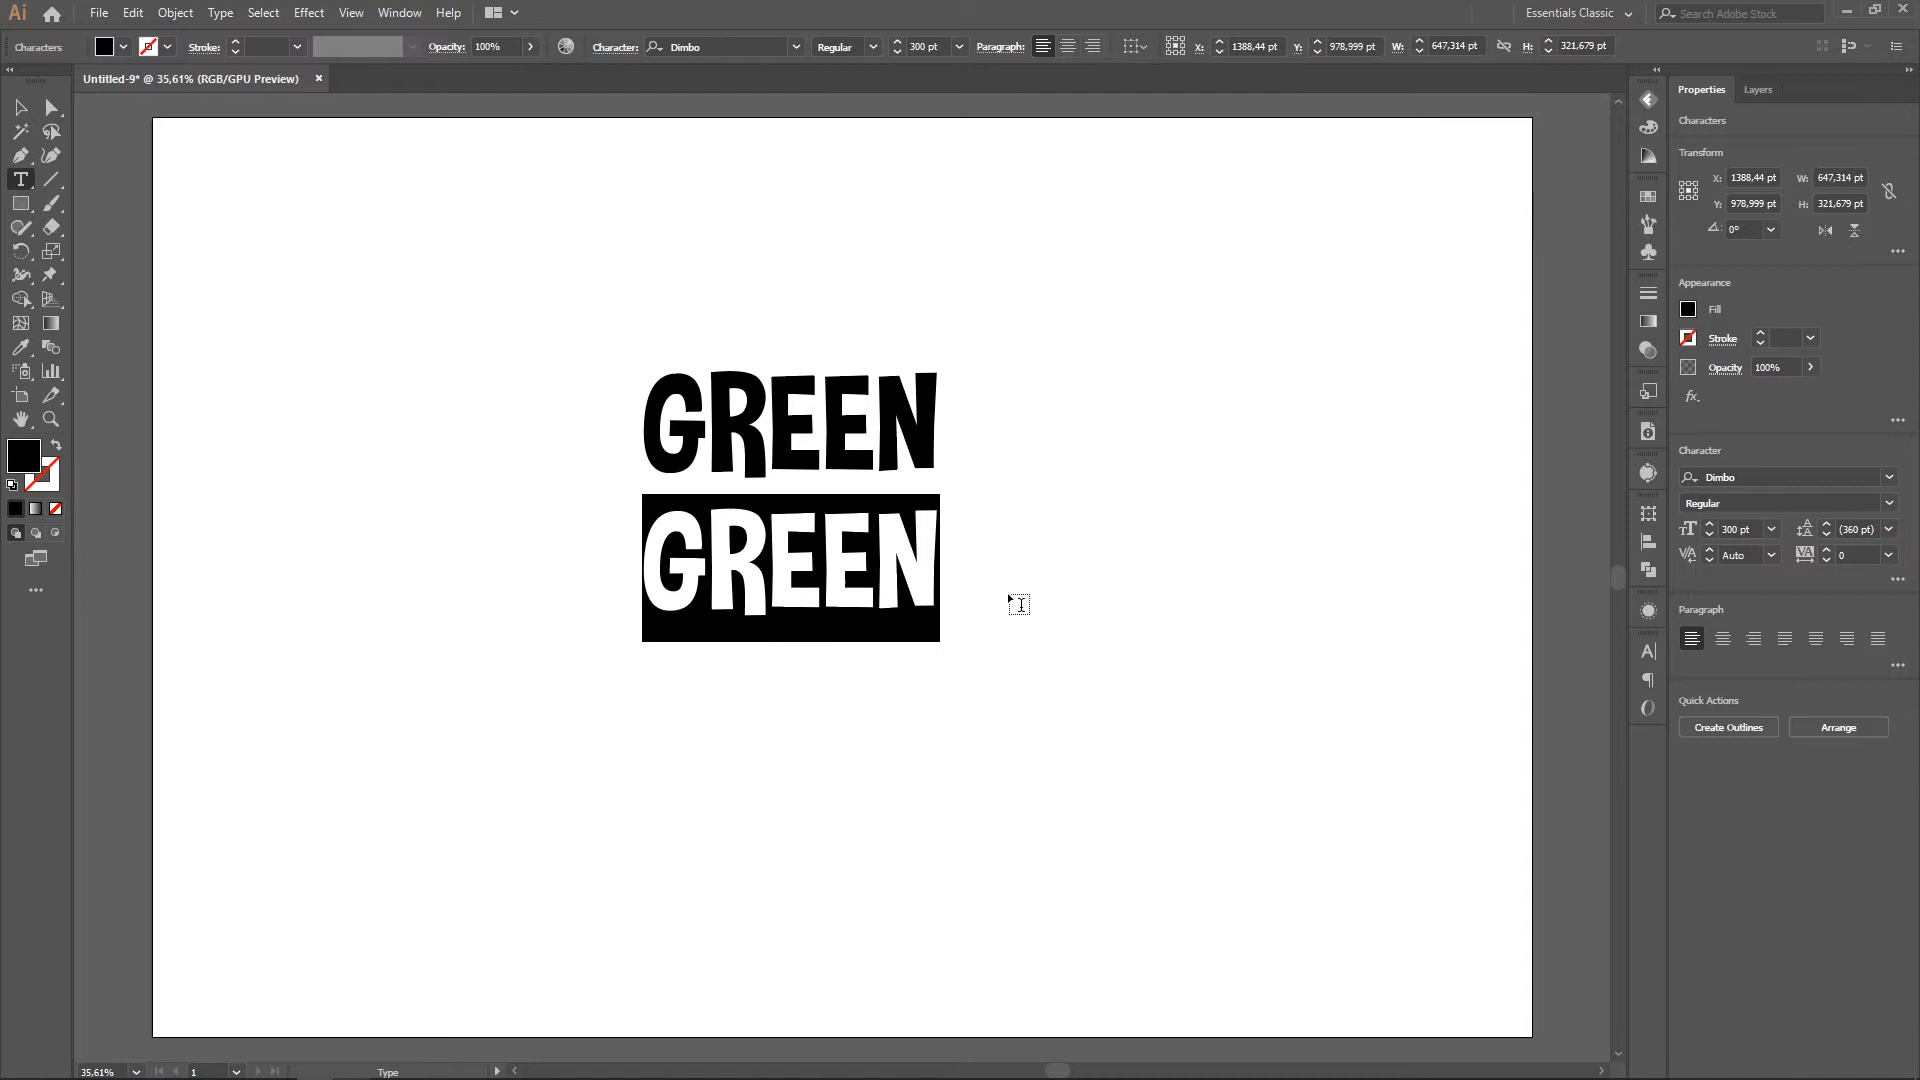 Ai File Edit Object Type Select Effect View Window Help Essentials Classic Search Adobe Stock
Characters Stroke: Opacity: 100% Character: Dimbo Regular 300 pt Paragraph: X: 1388,44 pt Y: 978,999 pt W: 647,314 pt H: 321,679 pt
Untitled-9* @ 35,61% (RGB/GPU Preview) ×
Properties Layers
Characters
Transform
X: 1388,44 pt W: 647,314 pt
Y: 978,999 pt H: 321,679 pt
0°
Appearance
Fill
Stroke
Opacity 100%
fx.
Character
Dimbo
Regular
300 pt (360 pt)
Auto 0
Paragraph
Quick Actions
Create Outlines Arrange
GREEN
GREEN
35,61% 1 Type